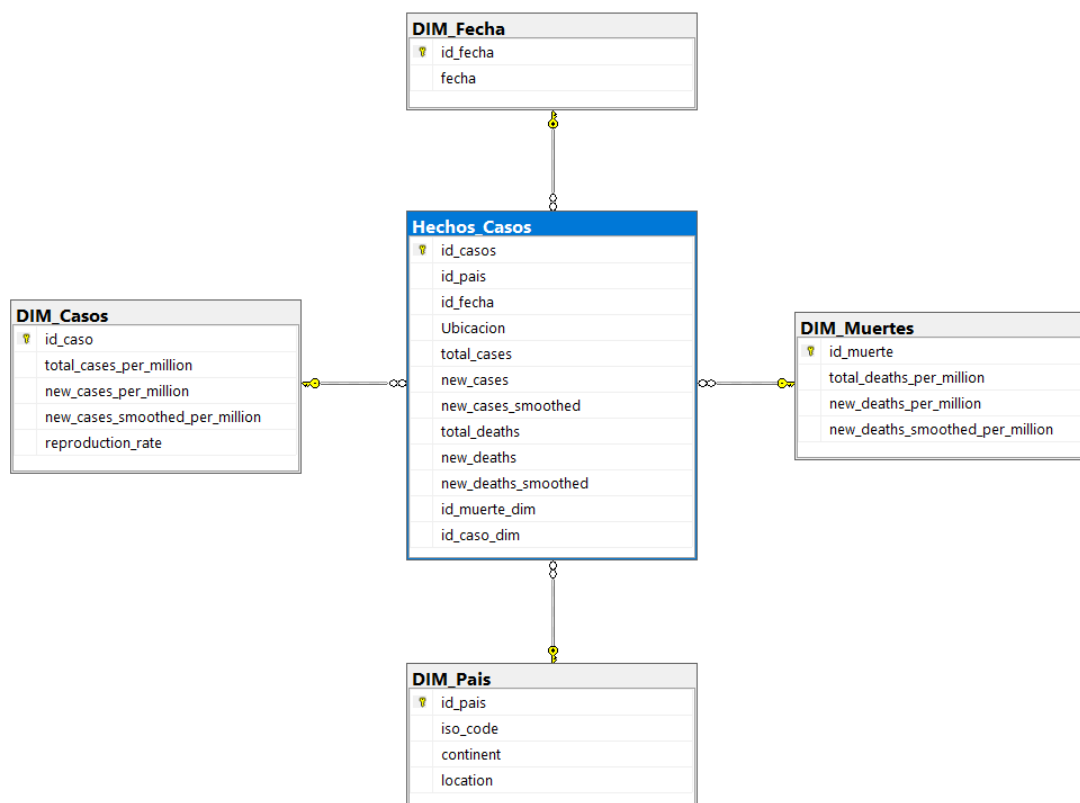 DIM_Fecha
id_fecha
fecha
Hechos_Casos
id_casos
id_pais
id_fecha
Ubicacion
total_cases
new_cases
new_cases_smoothed
total_deaths
new_deaths
new_deaths_smoothed
id_muerte_dim
id_caso_dim
DIM_Casos
id_caso
total_cases_per_million
new_cases_per_million
new_cases_smoothed_per_million
reproduction_rate
DIM_Muertes
id_muerte
total_deaths_per_million
new_deaths_per_million
new_deaths_smoothed_per_million
DIM_Pais
id_pais
iso_code
continent
location